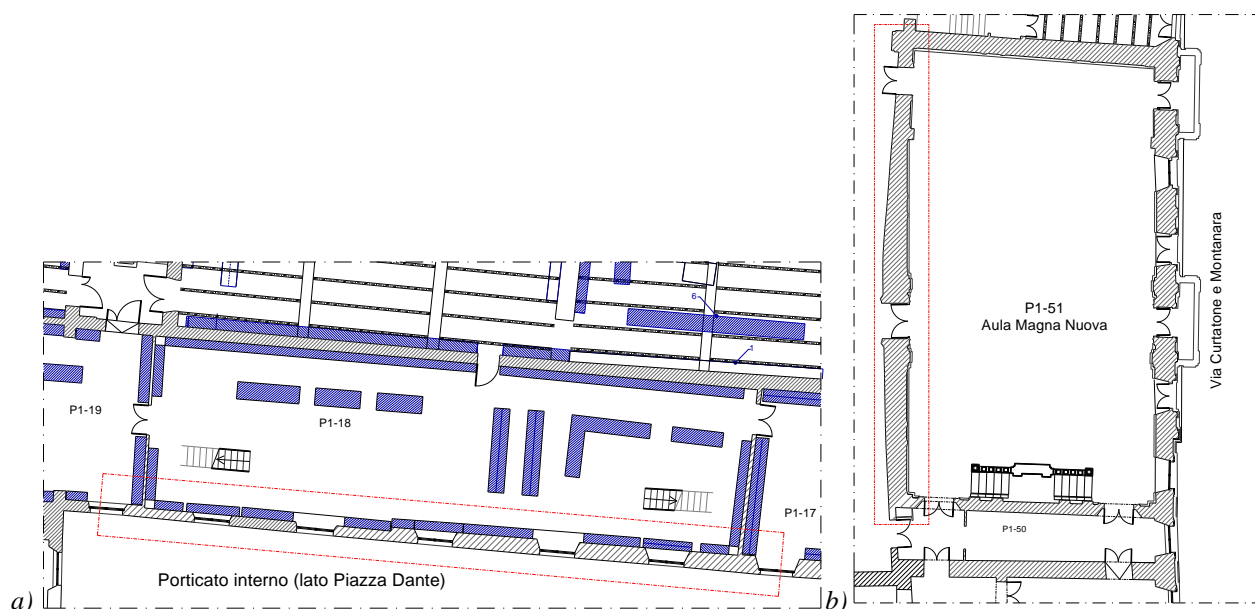 6
1
P1-19
P1-18
P1-17
Porticato interno (lato Piazza Dante)
a)
P1-51
Aula Magna Nuova
Via Curtatone e Montanara
P1-50
b)